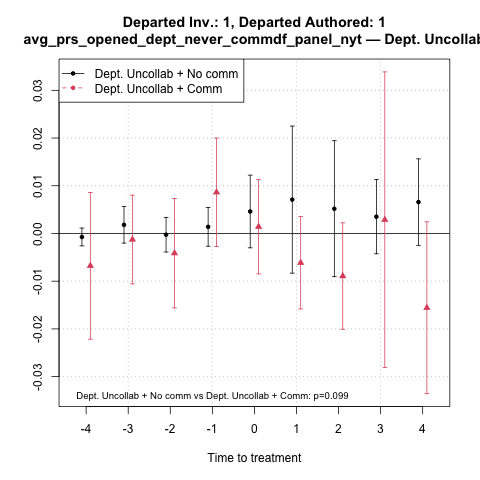 Departed Inv.: 1, Departed Authored: 1
avg_prs_opened_dept_never_commdf_panel_nyt — Dept. Uncollab
Dept. Uncollab + No comm
Dept. Uncollab + Comm
0.03
0.02
0.01
0.00
-0.01
-0.02
-0.03
Dept. Uncollab + No comm vs Dept. Uncollab + Comm: p=0.099
-4 -3 -2 -1 0 1 2 3 4
Time to treatment